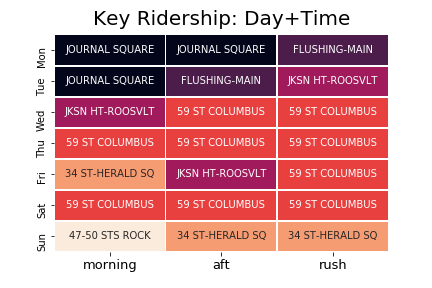 Key Ridership: Day+Time
Mon JOURNAL SQUARE JOURNAL SQUARE FLUSHING-MAIN
Tue JOURNAL SQUARE FLUSHING-MAIN JKSN HT-ROOSVLT
Wed JKSN HT-ROOSVLT 59 ST COLUMBUS 59 ST COLUMBUS
Thu 59 ST COLUMBUS 59 ST COLUMBUS 59 ST COLUMBUS
Fri 34 ST-HERALD SQ JKSN HT-ROOSVLT 59 ST COLUMBUS
Sat 59 ST COLUMBUS 59 ST COLUMBUS 59 ST COLUMBUS
Sun 47-50 STS ROCK 34 ST-HERALD SQ 34 ST-HERALD SQ
morning aft rush